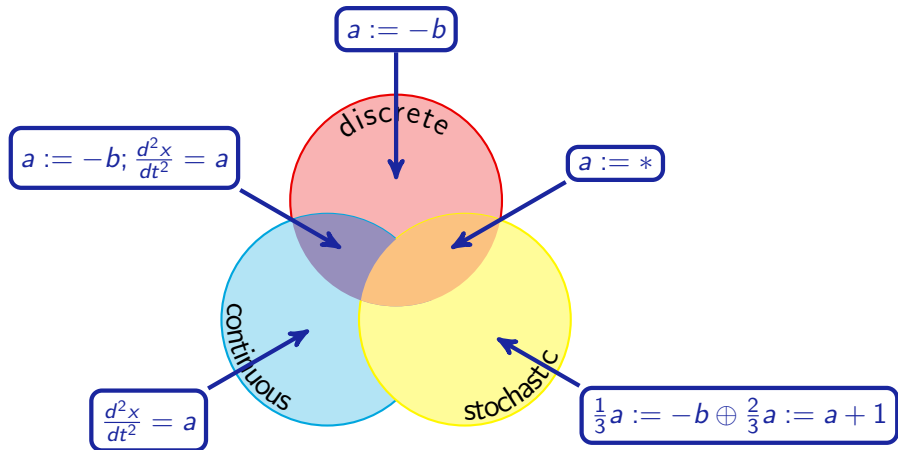 a := −b
discrete
a := −b; d²x/dt² = a
a := ∗
continuous
stochastic
d²x/dt² = a
1/3 a := −b ⊕ 2/3 a := a + 1